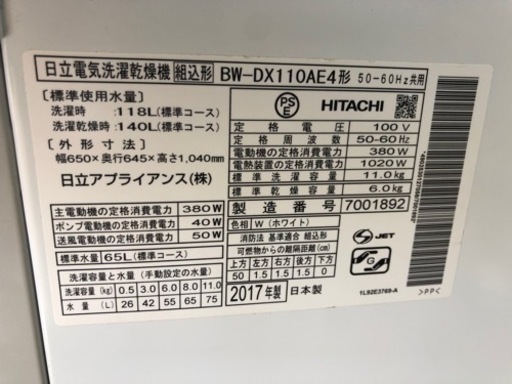 日立電気洗濯乾燥機 組込形 BW-DX110AE4形 50-60Hz共用
[標準使用水量]
洗濯時 :118L(標準コース)
洗濯乾燥時:140L(標準コース)
[外形寸法]
幅650×奥行645×高さ1,040mm
日立アプライアンス(株)
主電動機の定格消費電力 380W
ポンプ電動機の定格消費電力 40W
送風電動機の定格消費電力 50W
標準水量 65L(標準コース)
洗濯容量と水量 (手動設定の水量)
洗濯容量(kg) 0.5 3.0 6.0 8.0 11.0
水量 (L) 26 42 55 65 75
PS
E
HITACHI
定格電圧 100V
定格周波数 50-60Hz
電動機の定格消費電力 380W
電熱装置の定格消費電力 1020W
標準洗濯容量 11.0kg
標準乾燥容量 6.0kg
製造番号 7001892
色相:W(ホワイト)
消防法 基準適合 組込形
可燃物からの離隔距離(cm)
上方 左方 右方 前方 後方 下方
50 1.5 1.5 5 1.5 0
2017年製 日本製
JET
1L92E3769-A
>PP<